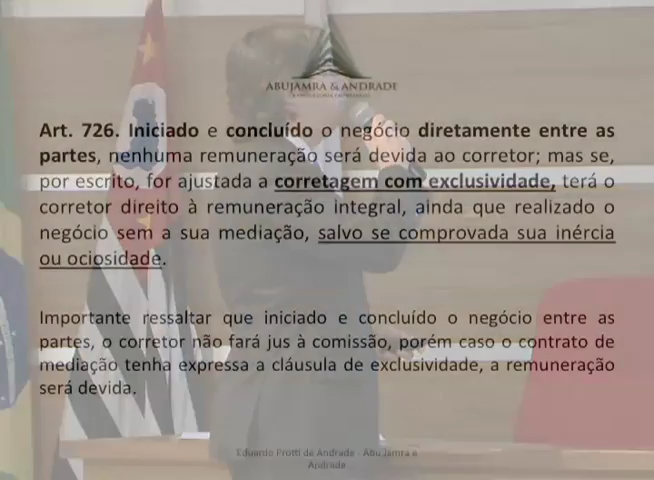 ABUJAMRA & ANDRADE
Art. 726. Iniciado e concluído o negócio diretamente entre as
partes, nenhuma remuneração será devida ao corretor; mas se,
por escrito, for ajustada a corretagem com exclusividade, terá o
corretor direito à remuneração integral, ainda que realizado o
negócio sem a sua mediação, salvo se comprovada sua inércia
ou ociosidade.
Importante ressaltar que iniciado e concluído o negócio entre as
partes, o corretor não fará jus à comissão, porém caso o contrato de
mediação tenha expressa a cláusula de exclusividade, a remuneração
será devida.
Eduardo Protti de Andrade - Abu Jamra e
Andrade